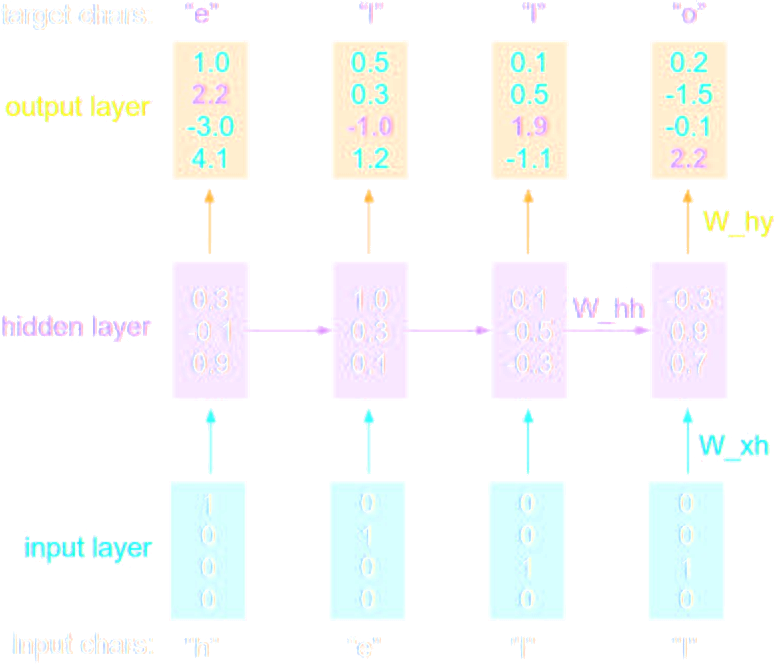 target chars: "e" "l" "l" "o"
output layer
1.0 0.5 0.1 0.2
2.2 0.3 0.5 -1.5
-3.0 -1.0 1.9 -0.1
4.1 1.2 -1.1 2.2
W_hy
hidden layer
0.3 1.0 0.1 -0.3
-0.1 0.3 -0.5 0.9
0.9 0.1 -0.3 0.7
W_hh
W_xh
input layer
1 0 0 0
0 1 0 0
0 0 1 1
0 0 0 0
input chars: "h" "e" "l" "l"